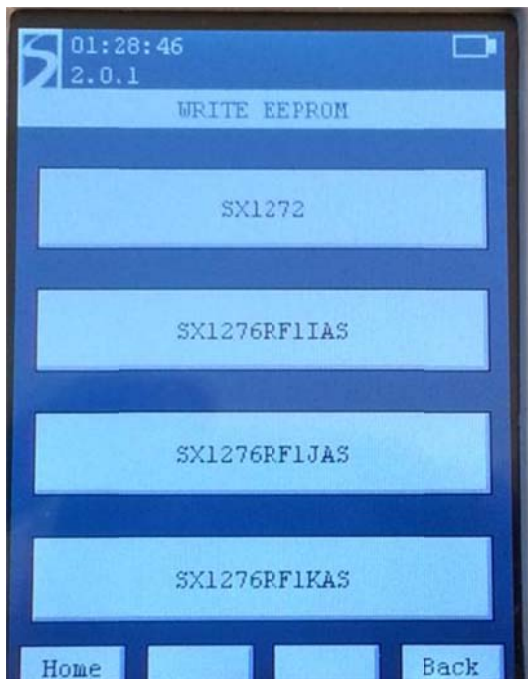 01:28:46
2.0.1
WRITE EEPROM
SX1272
SX1276RF1IAS
SX1276RF1JAS
SX1276RF1KAS
Home Back